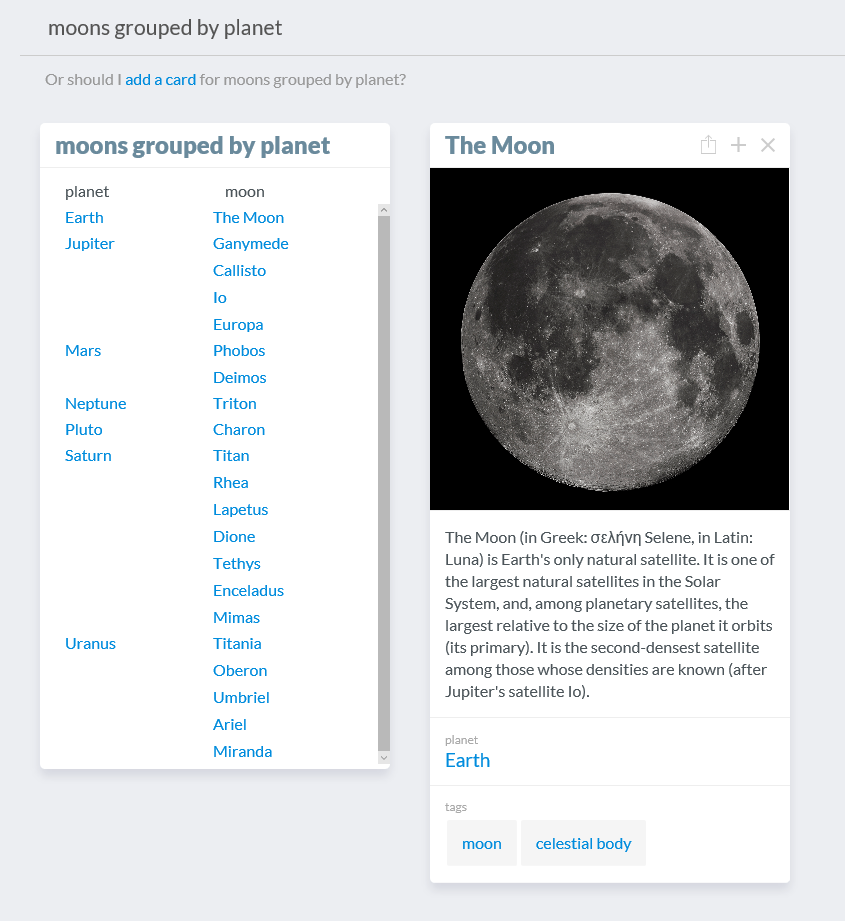 moons grouped by planet
Or should I add a card for moons grouped by planet?
moons grouped by planet
planet moon
Earth The Moon
Jupiter Ganymede
Callisto
Io
Europa
Mars Phobos
Deimos
Neptune Triton
Pluto Charon
Saturn Titan
Rhea
Lapetus
Dione
Tethys
Enceladus
Mimas
Uranus Titania
Oberon
Umbriel
Ariel
Miranda
The Moon
The Moon (in Greek: σελήνη Selene, in Latin:
Luna) is Earth's only natural satellite. It is one of
the largest natural satellites in the Solar
System, and, among planetary satellites, the
largest relative to the size of the planet it orbits
(its primary). It is the second-densest satellite
among those whose densities are known (after
Jupiter's satellite Io).
planet
Earth
tags
moon celestial body